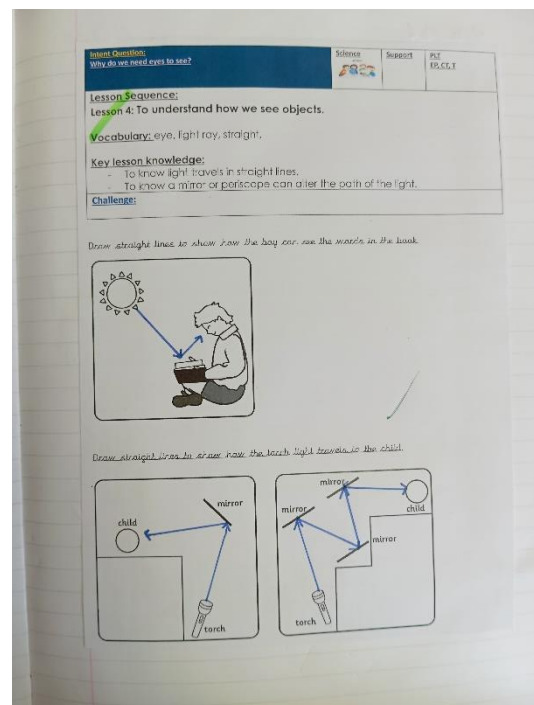 Intent Question:
Why do we need eyes to see?
Science
Support
PLT
EP, CT, T
Lesson Sequence:
Lesson 4: To understand how we see objects.
Vocabulary: eye, light ray, straight,
Key lesson knowledge:
- To know light travels in straight lines.
- To know a mirror or periscope can alter the path of the light.
Challenge:
Draw straight lines to show how the boy can see the words in the book
Draw straight lines to show how the torch light travels to the child.
mirror
child
torch
mirror
mirror
child
mirror
torch